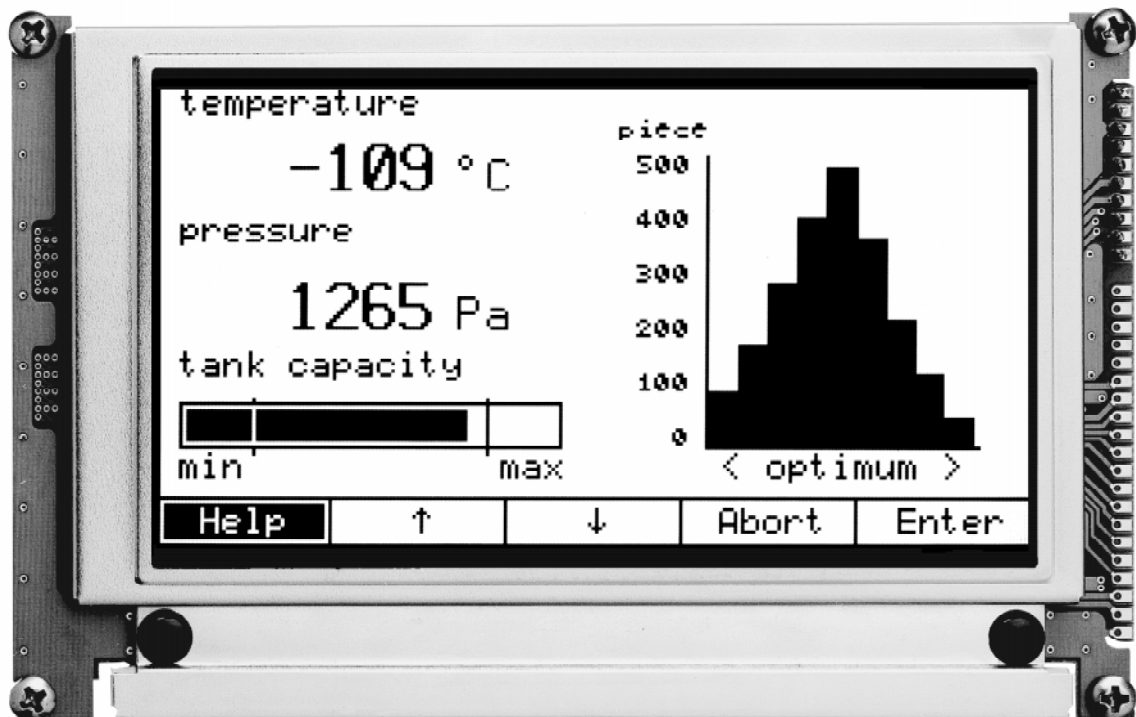 temperature
-109 °C
pressure
1265 Pa
tank capacity
min max
piece
500
400
300
200
100
0
< optimum >
Help ↑ ↓ Abort Enter